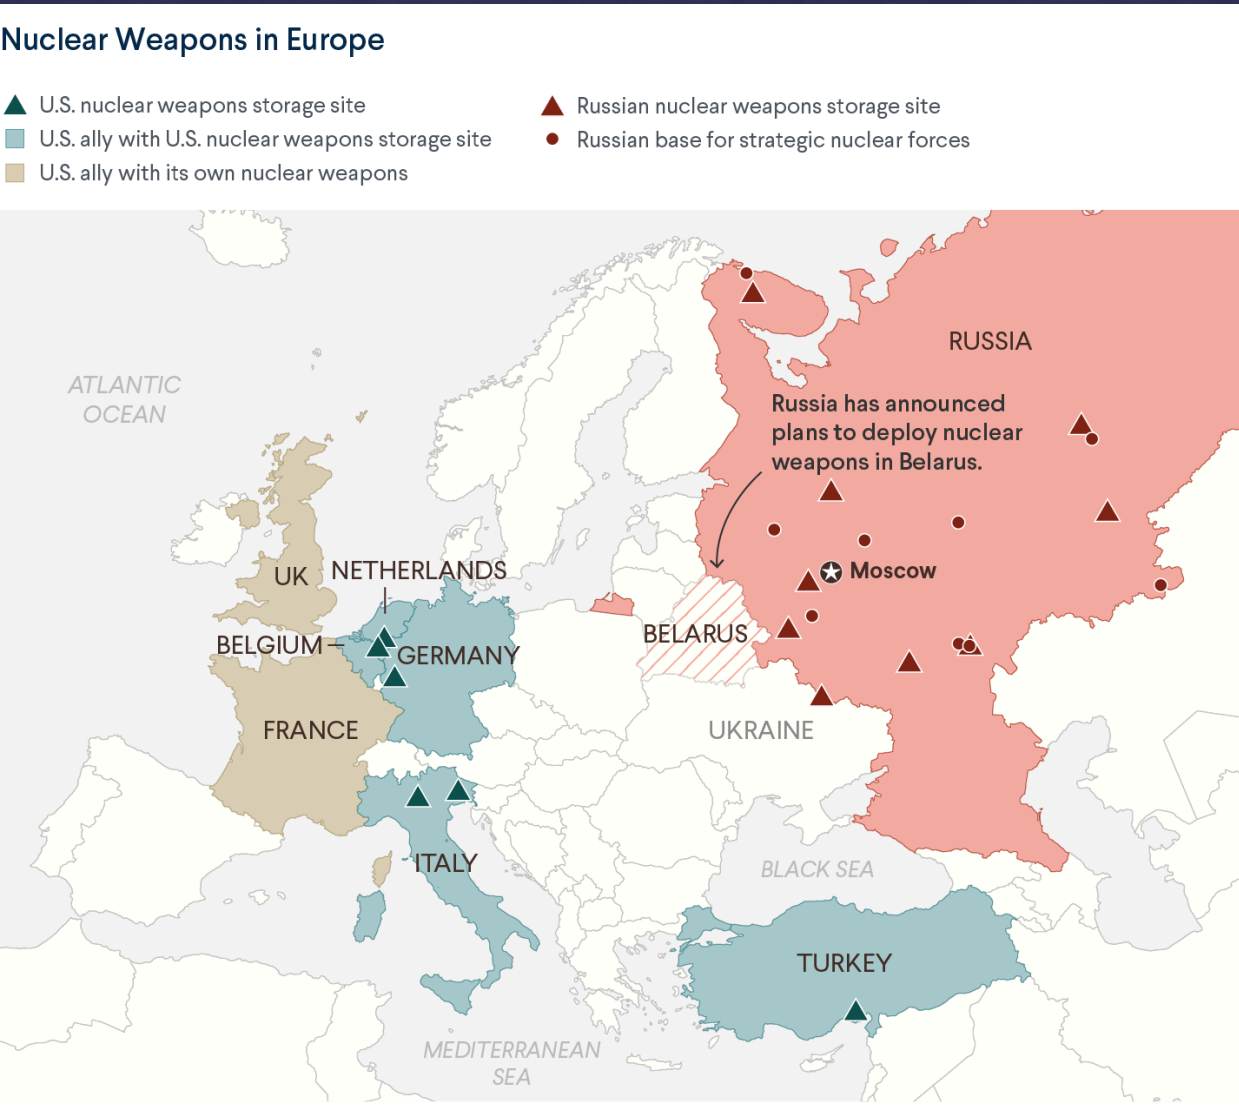 Nuclear Weapons in Europe
U.S. nuclear weapons storage site
U.S. ally with U.S. nuclear weapons storage site
U.S. ally with its own nuclear weapons
Russian nuclear weapons storage site
Russian base for strategic nuclear forces
RUSSIA
ATLANTIC
OCEAN
Russia has announced
plans to deploy nuclear
weapons in Belarus.
UK
NETHERLANDS
Moscow
BELGIUM
GERMANY
BELARUS
FRANCE
UKRAINE
ITALY
BLACK SEA
TURKEY
MEDITERRANEAN
SEA